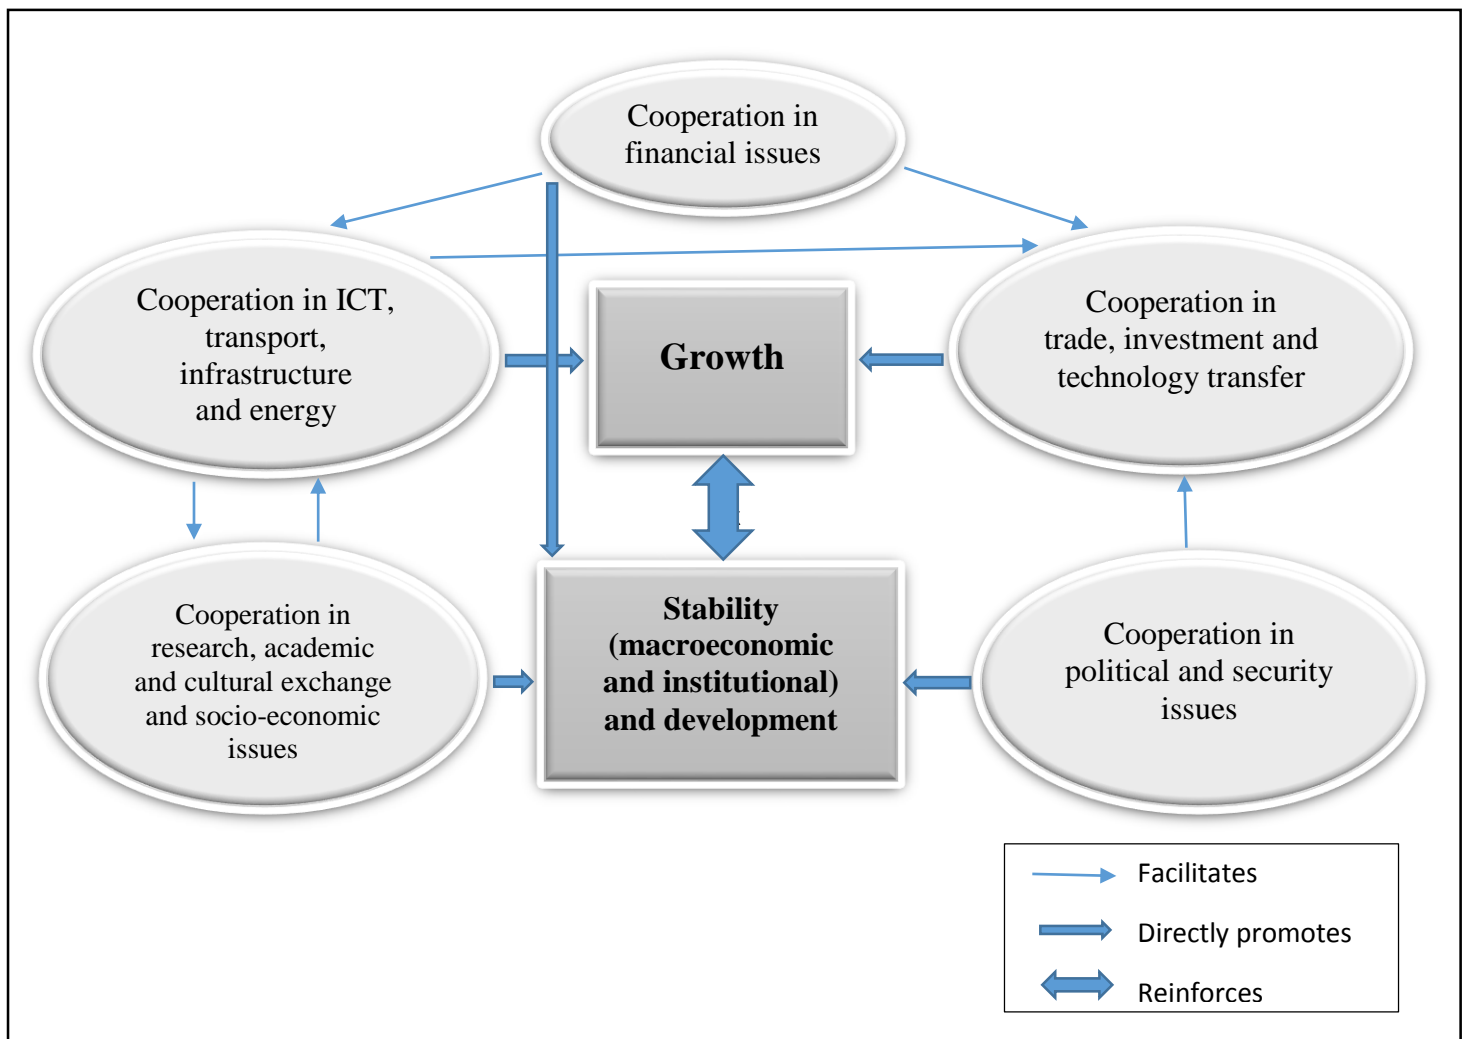 Cooperation in
financial issues
Cooperation in ICT,
transport,
infrastructure
and energy
Growth
Cooperation in
trade, investment and
technology transfer
Cooperation in
research, academic
and cultural exchange
and socio-economic
issues
Stability
(macroeconomic
and institutional)
and development
Cooperation in
political and security
issues
Facilitates
Directly promotes
Reinforces